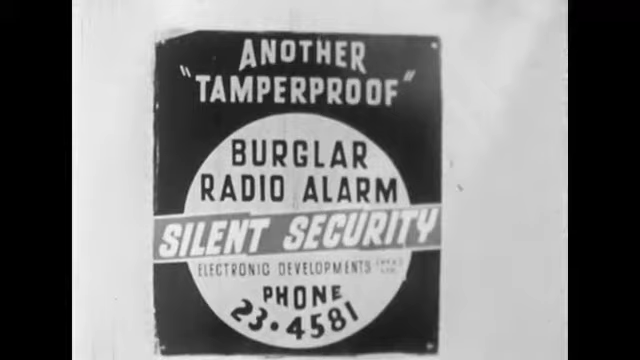 ANOTHER
"TAMPERPROOF"
BURGLAR
RADIO ALARM
SILENT SECURITY
ELECTRONIC DEVELOPMENTS
PHONE
23·4581